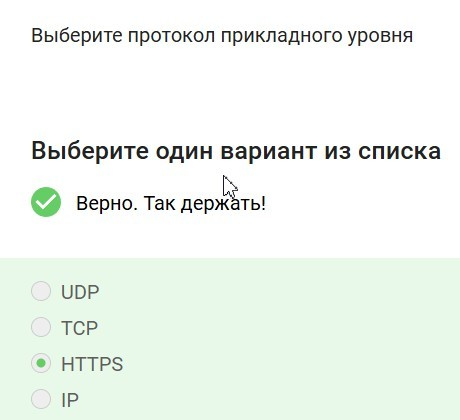 Выберите протокол прикладного уровня
Выберите один вариант из списка
Верно. Так держать!
UDP
TCP
HTTPS
IP